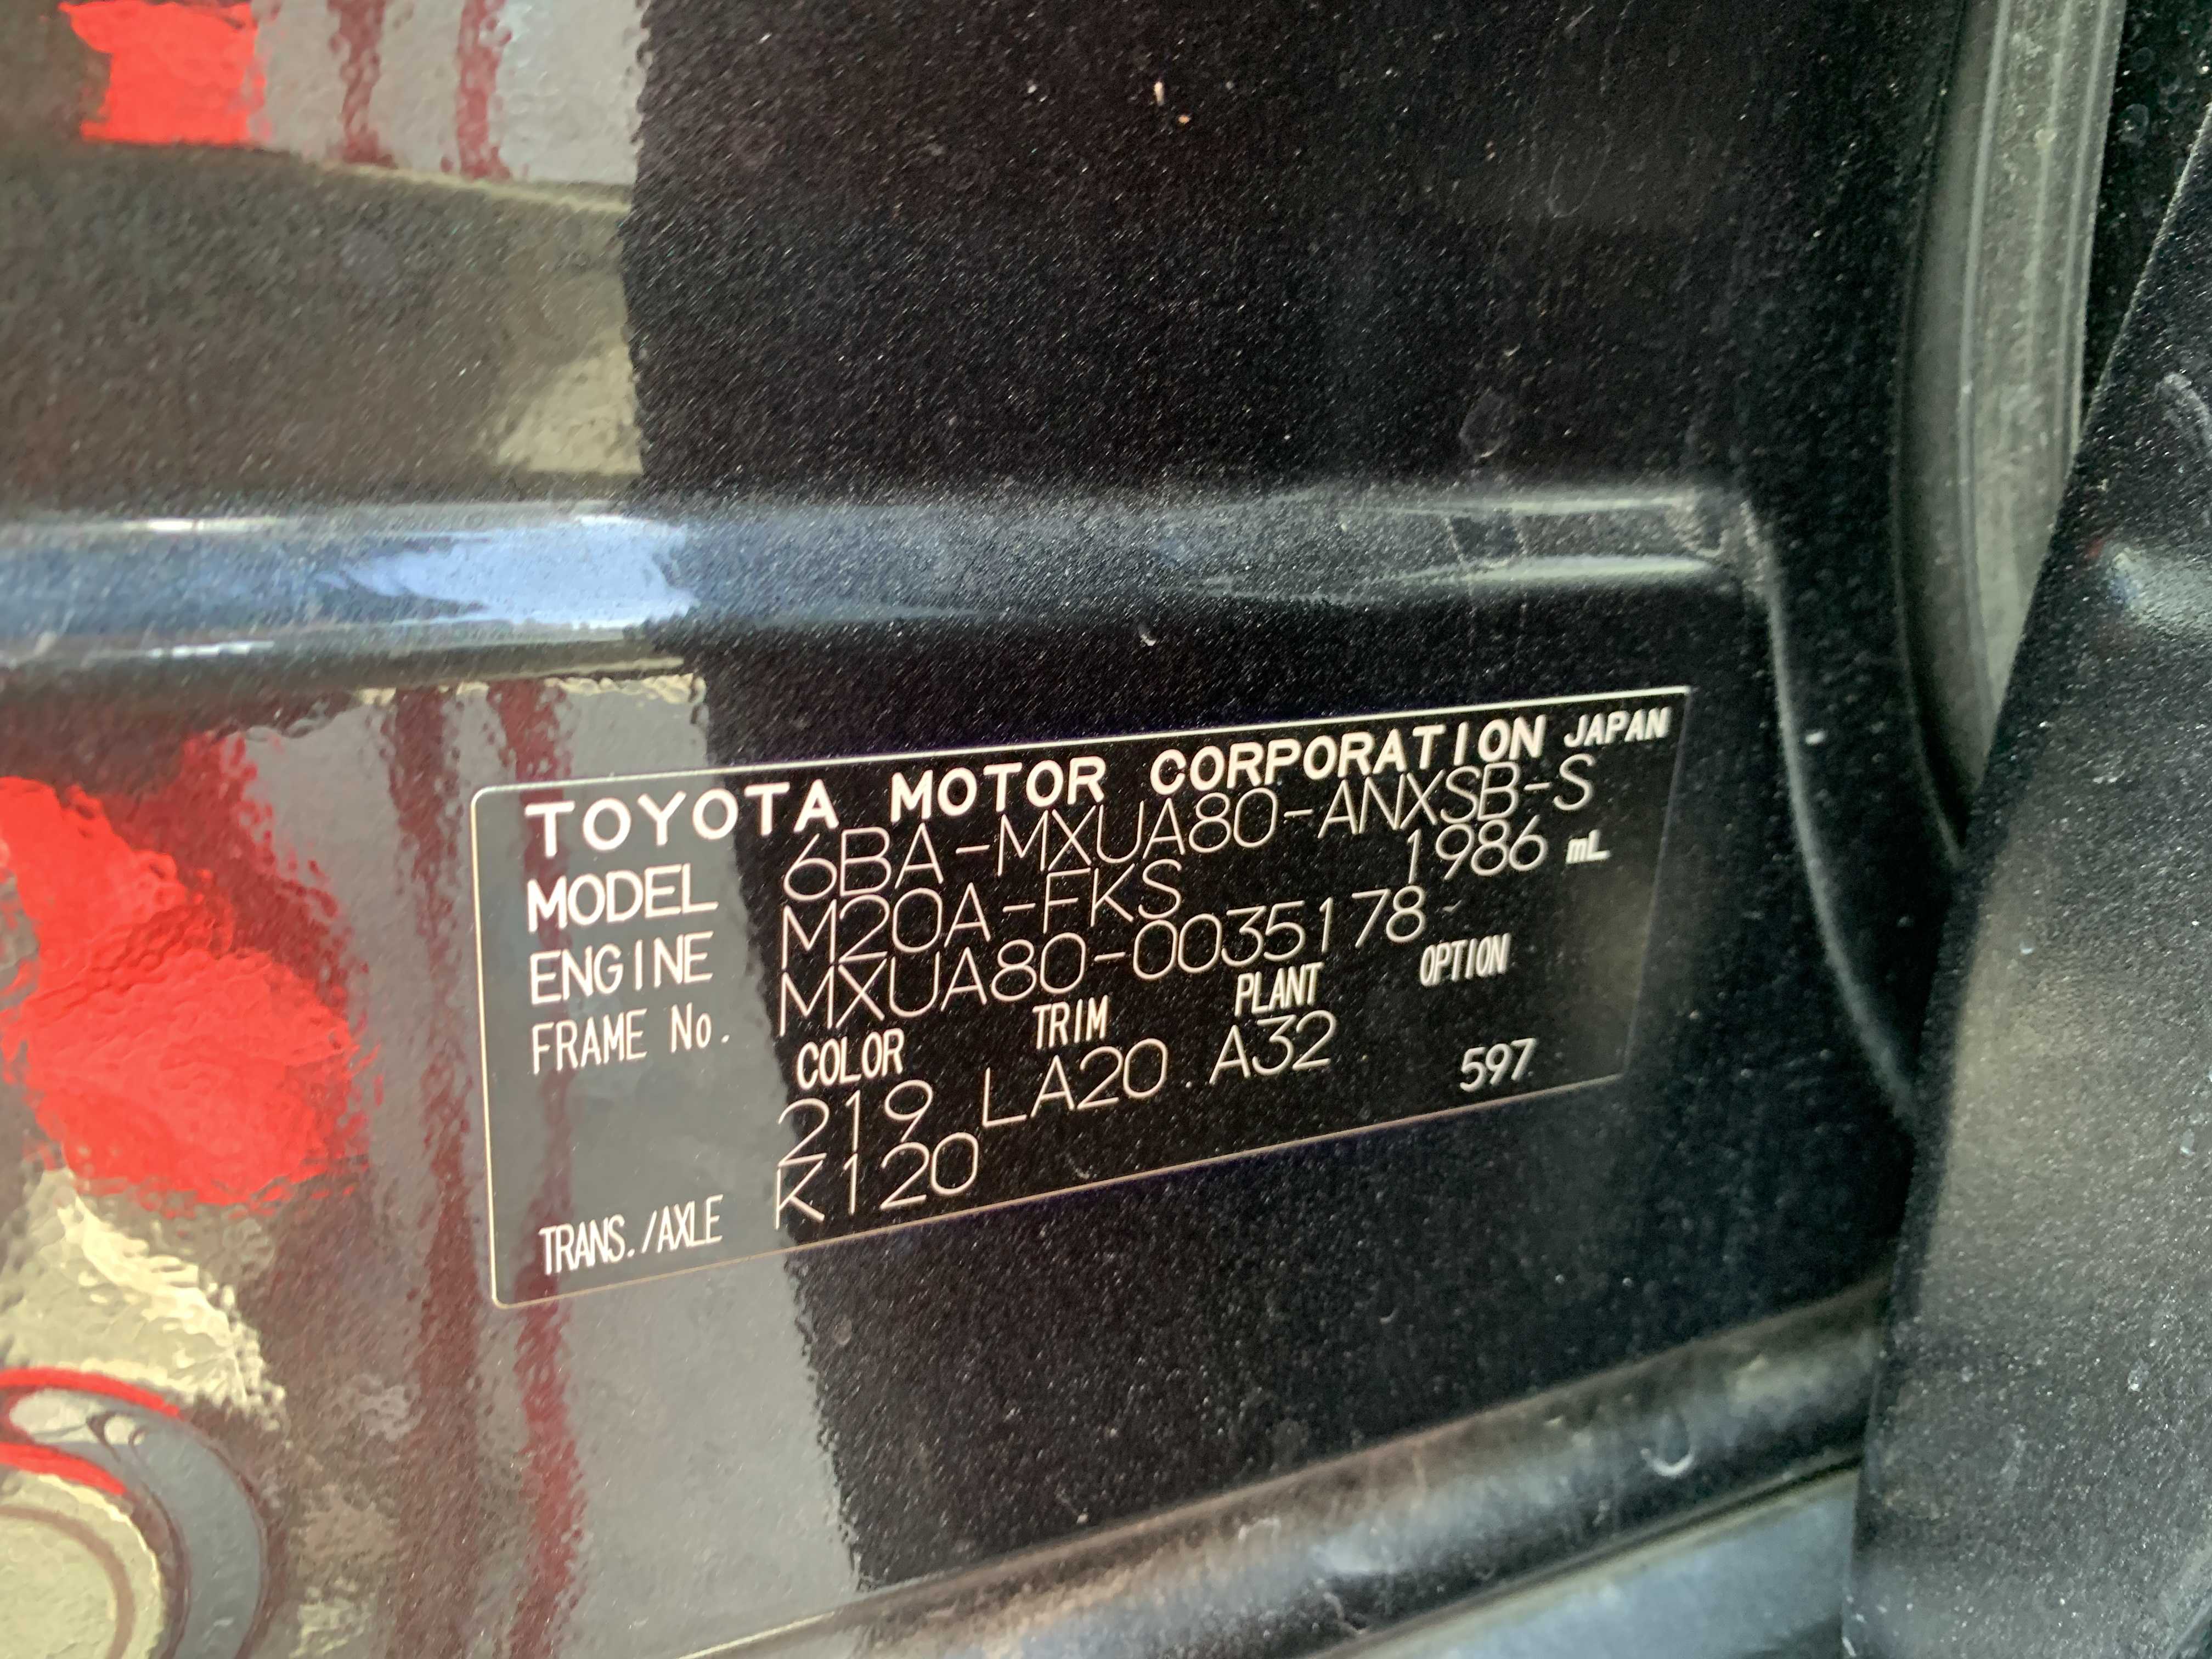 TOYOTA MOTOR CORPORATION JAPAN
MODEL 6BA-MXUA80-ANXSB-S
ENGINE M20A-FKS 1986 mL
FRAME No. MXUA80-0035178
COLOR TRIM PLANT OPTION
219 LA20 A32 597
TRANS./AXLE K120